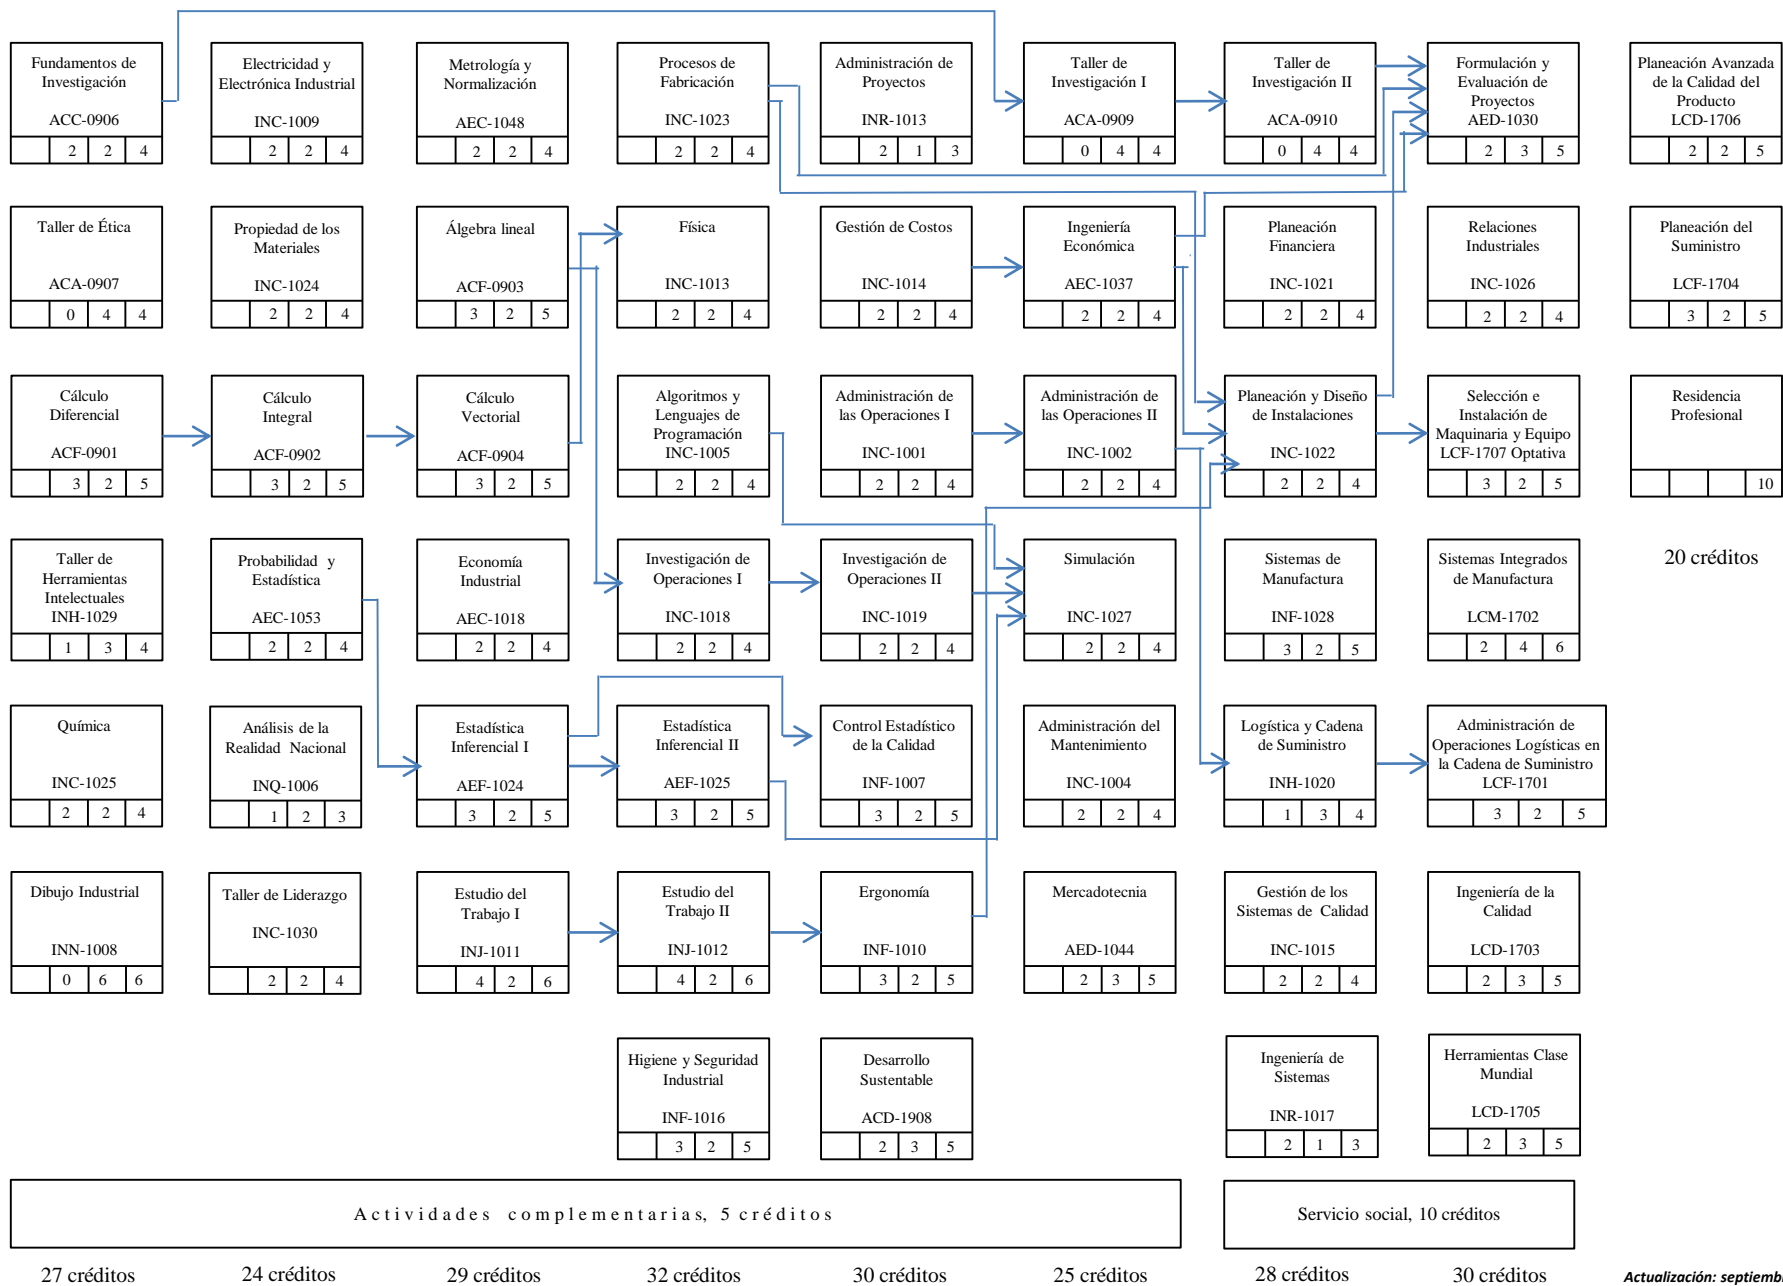 Fundamentos de
Investigación
ACC-0906
2 2 4
Electricidad y
Electrónica Industrial
INC-1009
2 2 4
Metrología y
Normalización
AEC-1048
2 2 4
Procesos de
Fabricación
INC-1023
2 2 4
Administración de
Proyectos
INR-1013
2 1 3
Taller de
Investigación I
ACA-0909
0 4 4
Taller de
Investigación II
ACA-0910
0 4 4
Formulación y
Evaluación de
Proyectos
AED-1030
2 3 5
Planeación Avanzada
de la Calidad del
Producto
LCD-1706
2 2 5
Taller de Ética
ACA-0907
0 4 4
Propiedad de los
Materiales
INC-1024
2 2 4
Álgebra lineal
ACF-0903
3 2 5
Física
INC-1013
2 2 4
Gestión de Costos
INC-1014
2 2 4
Ingeniería
Económica
AEC-1037
2 2 4
Planeación
Financiera
INC-1021
2 2 4
Relaciones
Industriales
INC-1026
2 2 4
Planeación del
Suministro
LCF-1704
3 2 5
Cálculo
Diferencial
ACF-0901
3 2 5
Cálculo
Integral
ACF-0902
3 2 5
Cálculo
Vectorial
ACF-0904
3 2 5
Algoritmos y
Lenguajes de
Programación
INC-1005
2 2 4
Administración de
las Operaciones I
INC-1001
2 2 4
Administración de
las Operaciones II
INC-1002
2 2 4
Planeación y Diseño
de Instalaciones
INC-1022
2 2 4
Selección e
Instalación de
Maquinaria y Equipo
LCF-1707 Optativa
3 2 5
Residencia
Profesional
10
Taller de
Herramientas
Intelectuales
INH-1029
1 3 4
Probabilidad y
Estadística
AEC-1053
2 2 4
Economía
Industrial
AEC-1018
2 2 4
Investigación de
Operaciones I
INC-1018
2 2 4
Investigación de
Operaciones II
INC-1019
2 2 4
Simulación
INC-1027
2 2 4
Sistemas de
Manufactura
INF-1028
3 2 5
Sistemas Integrados
de Manufactura
LCM-1702
2 4 6
20 créditos
Química
INC-1025
2 2 4
Análisis de la
Realidad Nacional
INQ-1006
1 2 3
Estadística
Inferencial I
AEF-1024
3 2 5
Estadística
Inferencial II
AEF-1025
3 2 5
Control Estadístico
de la Calidad
INF-1007
3 2 5
Administración del
Mantenimiento
INC-1004
2 2 4
Logística y Cadena
de Suministro
INH-1020
1 3 4
Administración de
Operaciones Logísticas en
la Cadena de Suministro
LCF-1701
3 2 5
Dibujo Industrial
INN-1008
0 6 6
Taller de Liderazgo
INC-1030
2 2 4
Estudio del
Trabajo I
INJ-1011
4 2 6
Estudio del
Trabajo II
INJ-1012
4 2 6
Ergonomía
INF-1010
3 2 5
Mercadotecnia
AED-1044
2 3 5
Gestión de los
Sistemas de Calidad
INC-1015
2 2 4
Ingeniería de la
Calidad
LCD-1703
2 3 5
Higiene y Seguridad
Industrial
INF-1016
3 2 5
Desarrollo
Sustentable
ACD-1908
2 3 5
Ingeniería de
Sistemas
INR-1017
2 1 3
Herramientas Clase
Mundial
LCD-1705
2 3 5
Actividades complementarias, 5 créditos
Servicio social, 10 créditos
27 créditos
24 créditos
29 créditos
32 créditos
30 créditos
25 créditos
28 créditos
30 créditos
Actualización: